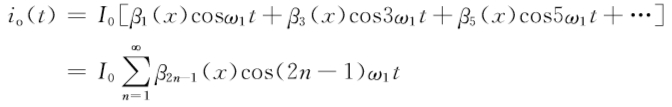 i_o(t) = I_0[β_1(x)cosω_1t + β_3(x)cos3ω_1t + β_5(x)cos5ω_1t + ⋯]
= I_0 ∑_{n=1}^{∞} β_{2n-1}(x)cos(2n − 1)ω_1t